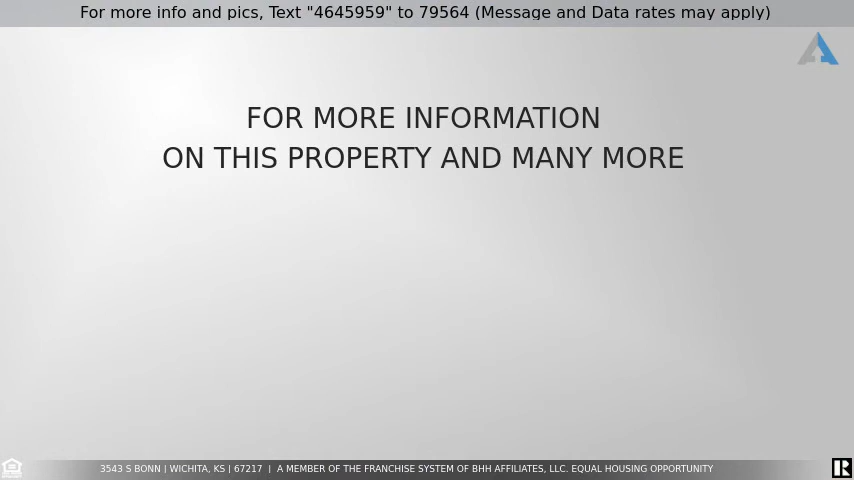 For more info and pics, Text "4645959" to 79564 (Message and Data rates may apply)
FOR MORE INFORMATION
ON THIS PROPERTY AND MANY MORE
3543 S BONN | WICHITA, KS | 67217 | A MEMBER OF THE FRANCHISE SYSTEM OF BHH AFFILIATES, LLC. EQUAL HOUSING OPPORTUNITY